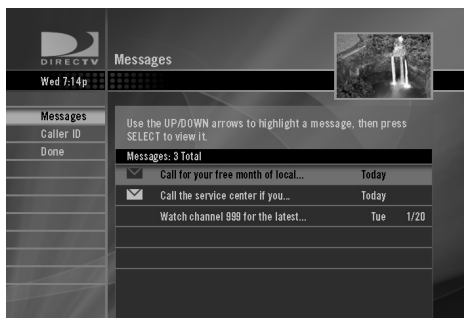 DIRECTV
Messages
Wed 7:14p
Messages
Caller ID
Done
Use the UP/DOWN arrows to highlight a message, then press
SELECT to view it.
Messages: 3 Total
Call for your free month of local... Today
Call the service center if you... Today
Watch channel 999 for the latest... Tue 1/20